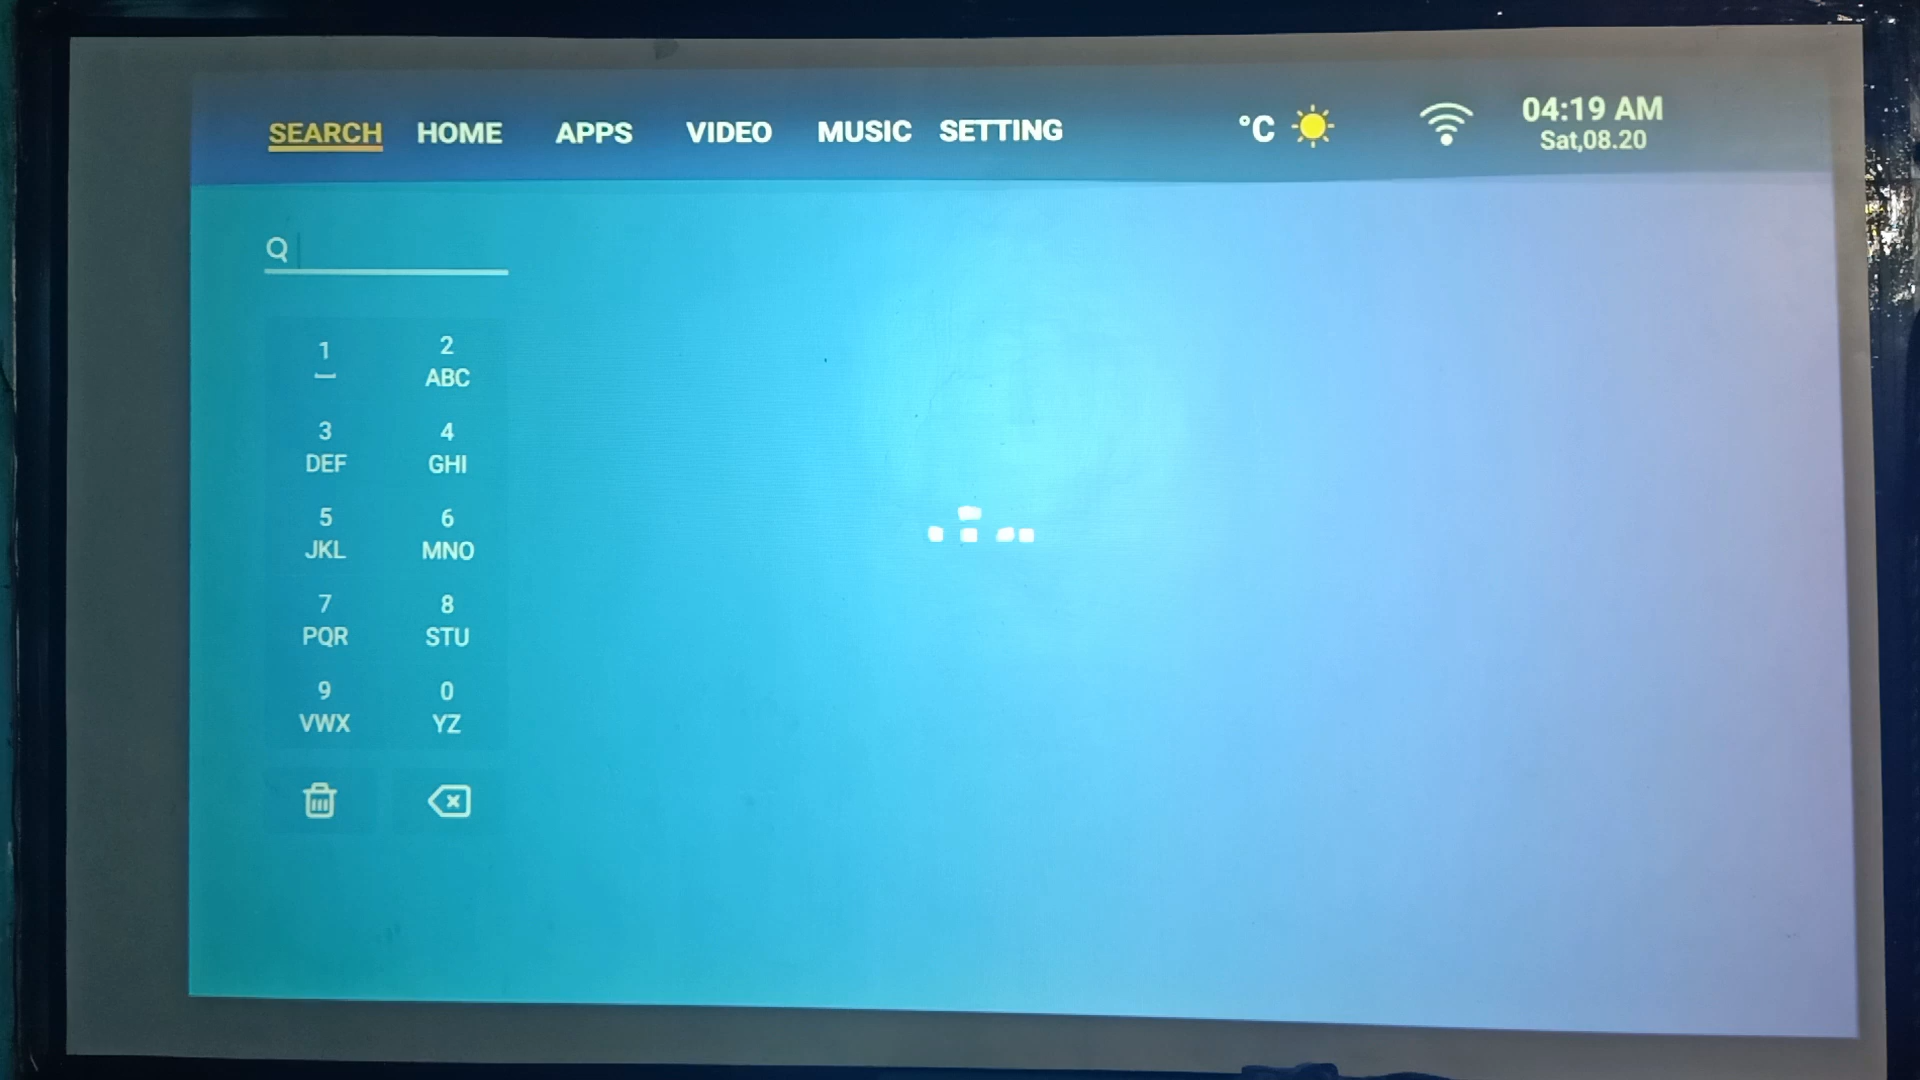 SEARCH HOME APPS VIDEO MUSIC SETTING °C 04:19 AM
Sat,08.20
1 2
ABC
3 4
DEF GHI
5 6
JKL MNO
7 8
PQR STU
9 0
VWX YZ